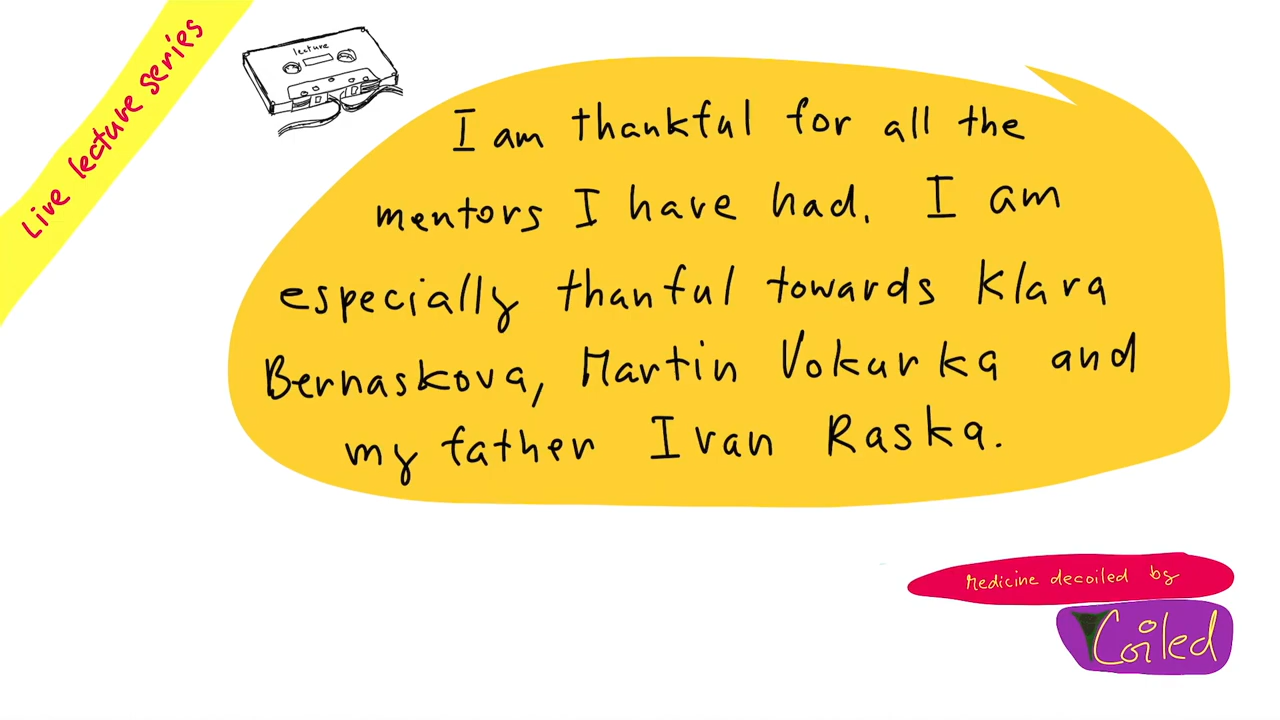 Live lecture series
lecture
I am thankful for all the
mentors I have had. I am
especially thanful towards Klara
Bernaskova, Martin Vokurka and
my father Ivan Raska.
Medicine decoiled by
Coiled